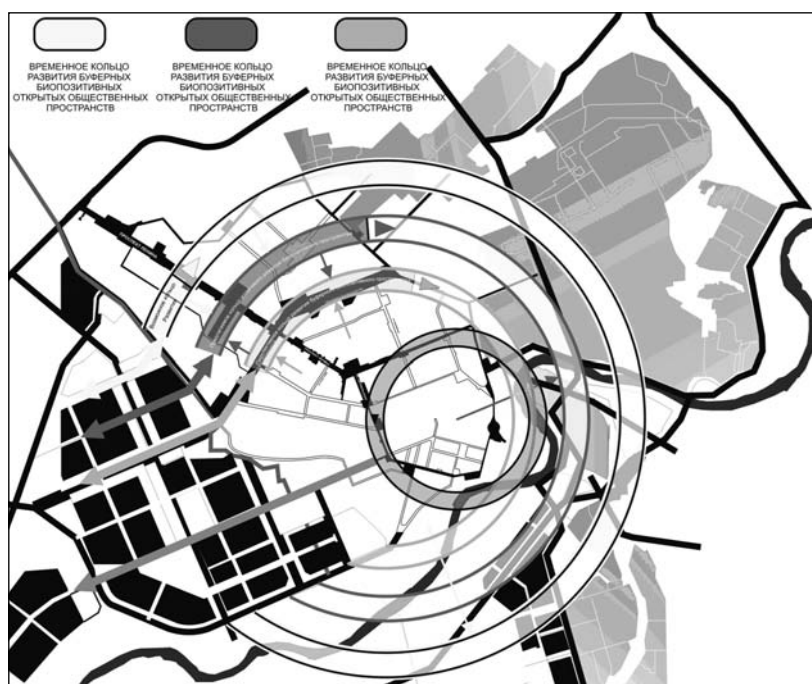 ВРЕМЕННОЕ КОЛЬЦО
РАЗВИТИЯ БУФЕРНЫХ
БИОПОЗИТИВНЫХ
ОТКРЫТЫХ ОБЩЕСТВЕННЫХ
ПРОСТРАНСТВ
ВРЕМЕННОЕ КОЛЬЦО
РАЗВИТИЯ БУФЕРНЫХ
БИОПОЗИТИВНЫХ
ОТКРЫТЫХ ОБЩЕСТВЕННЫХ
ПРОСТРАНСТВ
ВРЕМЕННОЕ КОЛЬЦО
РАЗВИТИЯ БУФЕРНЫХ
БИОПОЗИТИВНЫХ
ОТКРЫТЫХ ОБЩЕСТВЕННЫХ
ПРОСТРАНСТВ